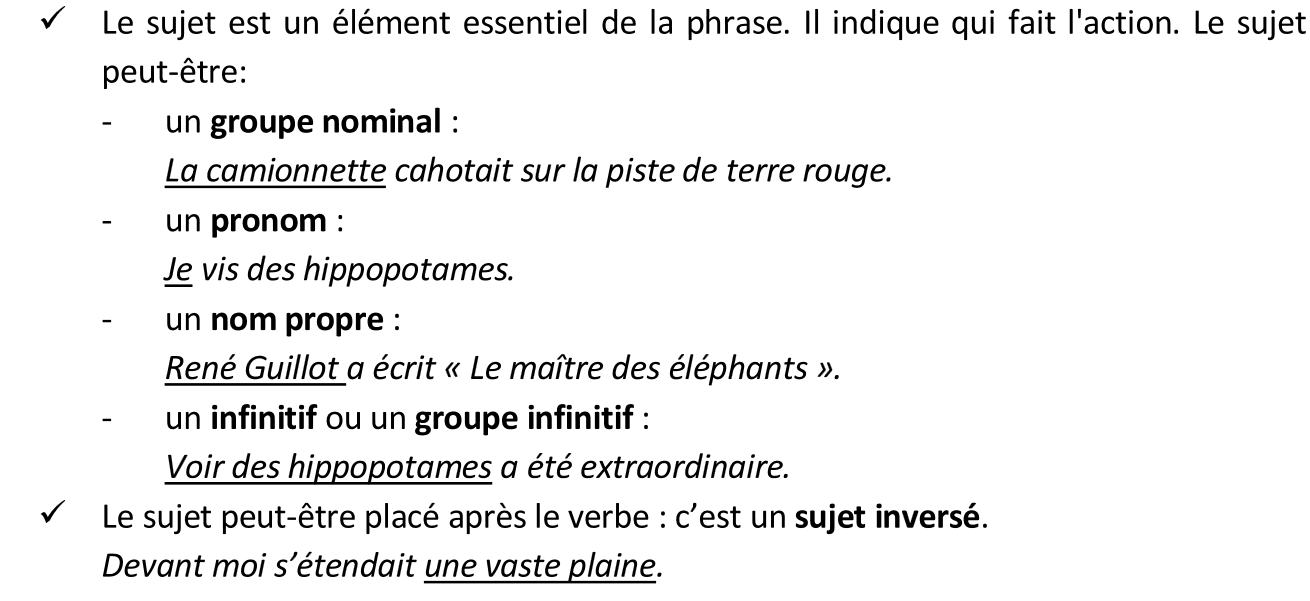 ✓ Le sujet est un élément essentiel de la phrase. Il indique qui fait l'action. Le sujet
peut-être:
- un groupe nominal :
La camionnette cahotait sur la piste de terre rouge.
- un pronom :
Je vis des hippopotames.
- un nom propre :
René Guillot a écrit « Le maître des éléphants ».
- un infinitif ou un groupe infinitif :
Voir des hippopotames a été extraordinaire.
✓ Le sujet peut-être placé après le verbe : c’est un sujet inversé.
Devant moi s’étendait une vaste plaine.